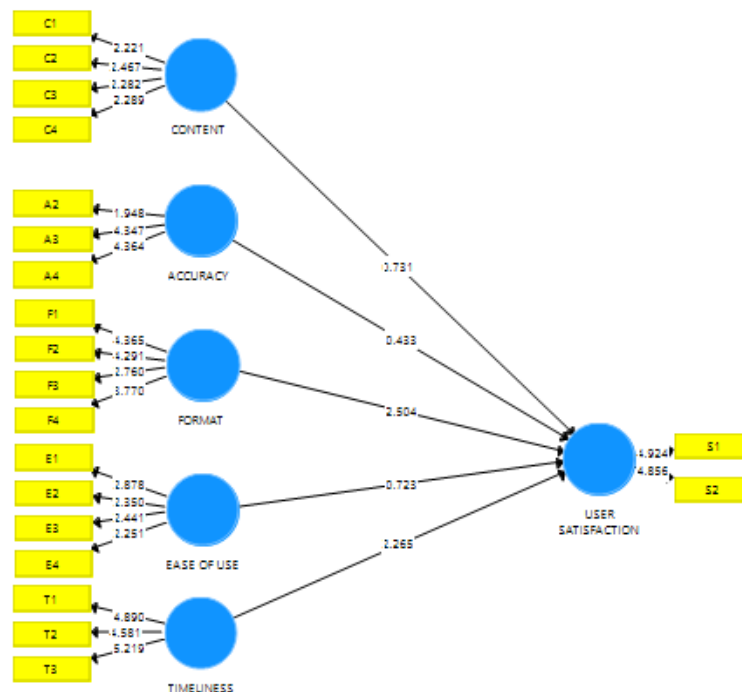 C1
C2
C3
C4
2.221
2.467
2.282
2.289
CONTENT
A2
A3
A4
1.948
4.347
4.364
ACCURACY
F1
F2
F3
F4
4.365
4.291
2.760
3.770
FORMAT
E1
E2
E3
E4
2.878
2.350
2.441
2.251
EASE OF USE
T1
T2
T3
4.890
4.581
5.219
TIMELINESS
0.731
0.433
2.504
0.723
2.265
USER
SATISFACTION
4.924
4.856
S1
S2